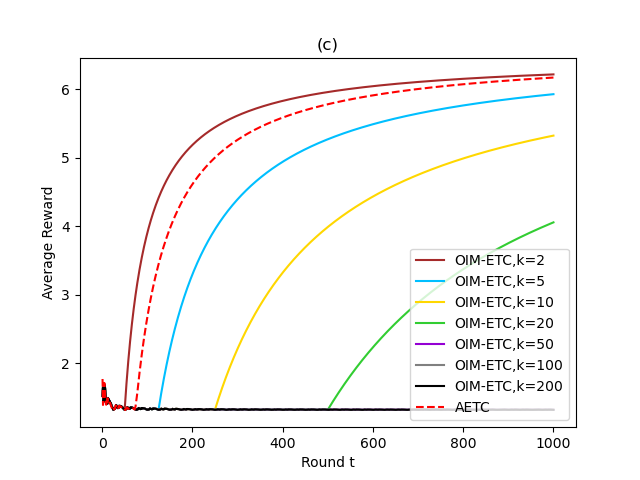 (c)
Average Reward
6
5
4
3
2
OIM-ETC,k=2
OIM-ETC,k=5
OIM-ETC,k=10
OIM-ETC,k=20
OIM-ETC,k=50
OIM-ETC,k=100
OIM-ETC,k=200
AETC
0 200 400 600 800 1000
Round t